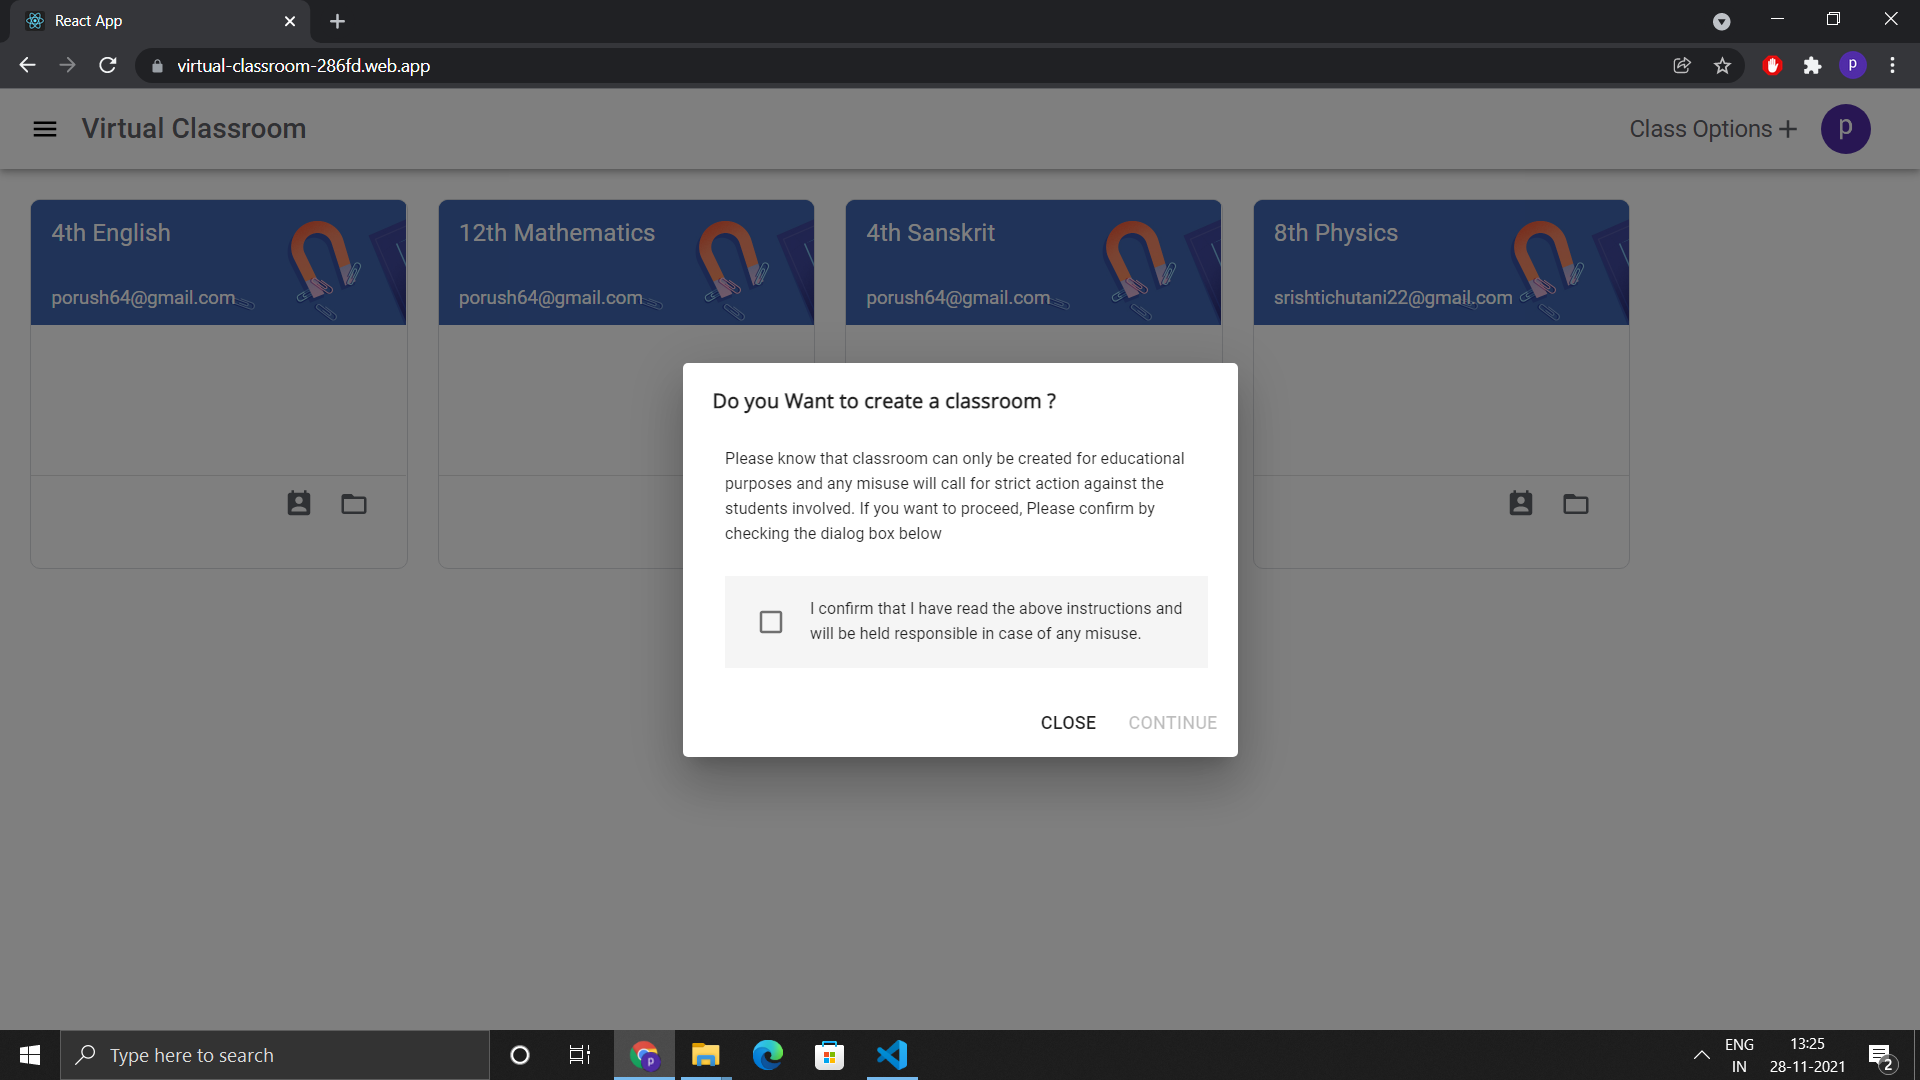 React App
virtual-classroom-286fd.web.app
p
Virtual Classroom
Class Options +
p
4th English
porush64@gmail.com
12th Mathematics
porush64@gmail.com
4th Sanskrit
porush64@gmail.com
8th Physics
srishtichutani22@gmail.com
Do you Want to create a classroom ?
Please know that classroom can only be created for educational
purposes and any misuse will call for strict action against the
students involved. If you want to proceed, Please confirm by
checking the dialog box below
I confirm that I have read the above instructions and
will be held responsible in case of any misuse.
CLOSE
CONTINUE
Type here to search
p
ENG
IN
13:25
28-11-2021
2